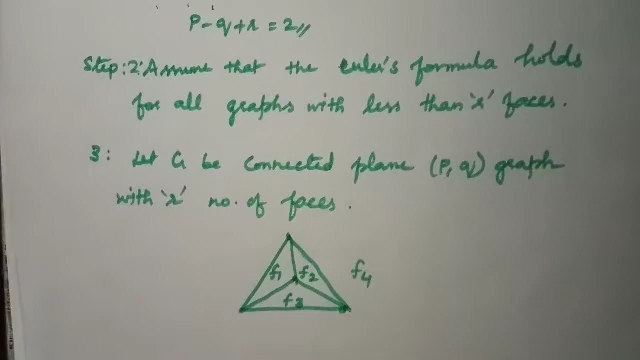 P-q+r=2,,
Step:2: Assume that the euler's formula holds
for all graphs with less than 'r' faces.
3: Let G be connected plane (P, q) graph
with 'r' no. of faces.
f1 f2 f4
f3